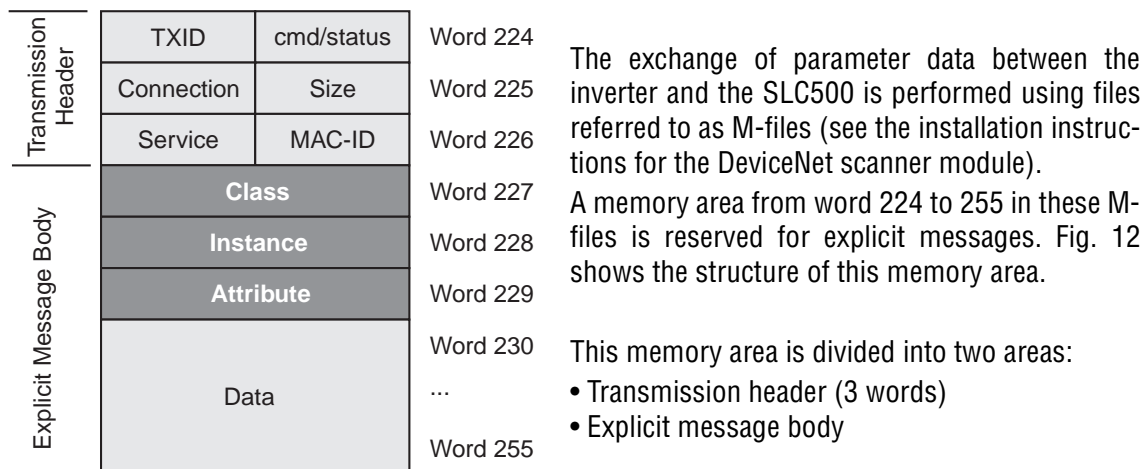 Transmission
Header
TXID cmd/status Word 224
Connection Size Word 225
Service MAC-ID Word 226
Explicit Message Body
Class Word 227
Instance Word 228
Attribute Word 229
Data
Word 230
...
Word 255
The exchange of parameter data between the
inverter and the SLC500 is performed using files
referred to as M-files (see the installation instruc-
tions for the DeviceNet scanner module).
A memory area from word 224 to 255 in these M-
files is reserved for explicit messages. Fig. 12
shows the structure of this memory area.
This memory area is divided into two areas:
• Transmission header (3 words)
• Explicit message body